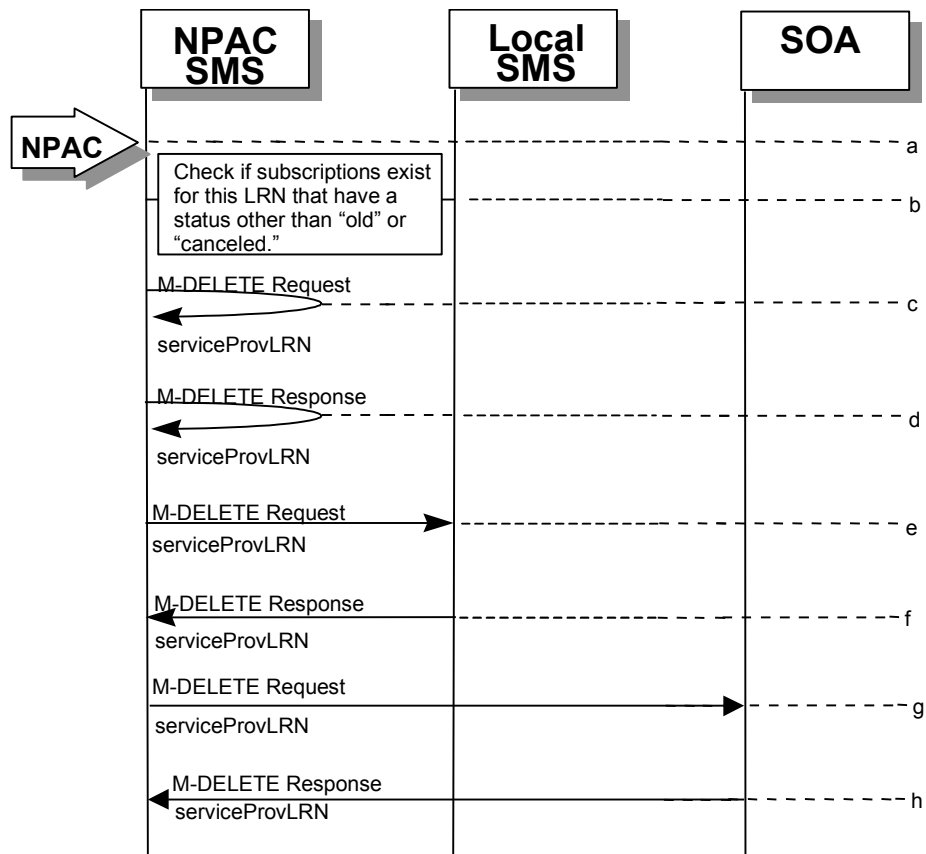 NPAC
SMS
Local
SMS
SOA
NPAC
a
Check if subscriptions exist
for this LRN that have a
status other than “old” or
“canceled.”
b
M-DELETE Request
c
serviceProvLRN
M-DELETE Response
d
serviceProvLRN
M-DELETE Request
e
serviceProvLRN
M-DELETE Response
f
serviceProvLRN
M-DELETE Request
g
serviceProvLRN
M-DELETE Response
h
serviceProvLRN